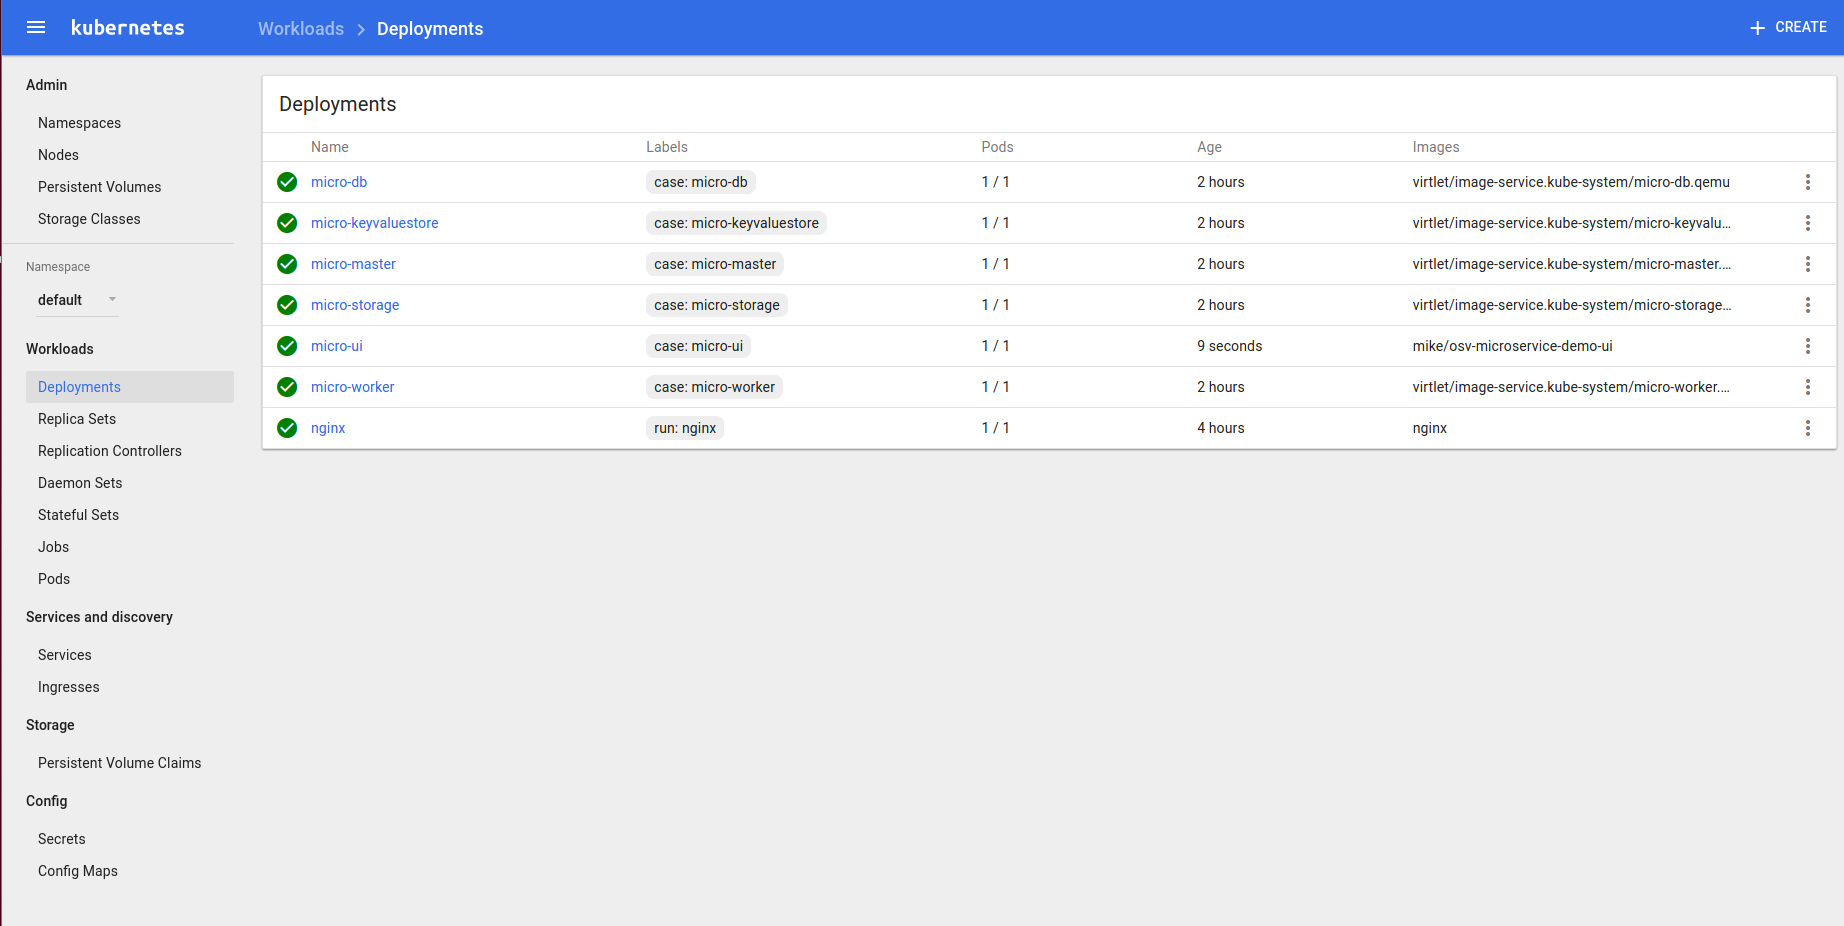 kubernetes Workloads > Deployments + CREATE
Admin
Namespaces
Nodes
Persistent Volumes
Storage Classes
Namespace
default
Workloads
Deployments
Replica Sets
Replication Controllers
Daemon Sets
Stateful Sets
Jobs
Pods
Services and discovery
Services
Ingresses
Storage
Persistent Volume Claims
Config
Secrets
Config Maps
Deployments
Name Labels Pods Age Images
micro-db case: micro-db 1 / 1 2 hours virtlet/image-service.kube-system/micro-db.qemu
micro-keyvaluestore case: micro-keyvaluestore 1 / 1 2 hours virtlet/image-service.kube-system/micro-keyvalu...
micro-master case: micro-master 1 / 1 2 hours virtlet/image-service.kube-system/micro-master....
micro-storage case: micro-storage 1 / 1 2 hours virtlet/image-service.kube-system/micro-storage...
micro-ui case: micro-ui 1 / 1 9 seconds mike/osv-microservice-demo-ui
micro-worker case: micro-worker 1 / 1 2 hours virtlet/image-service.kube-system/micro-worker....
nginx run: nginx 1 / 1 4 hours nginx